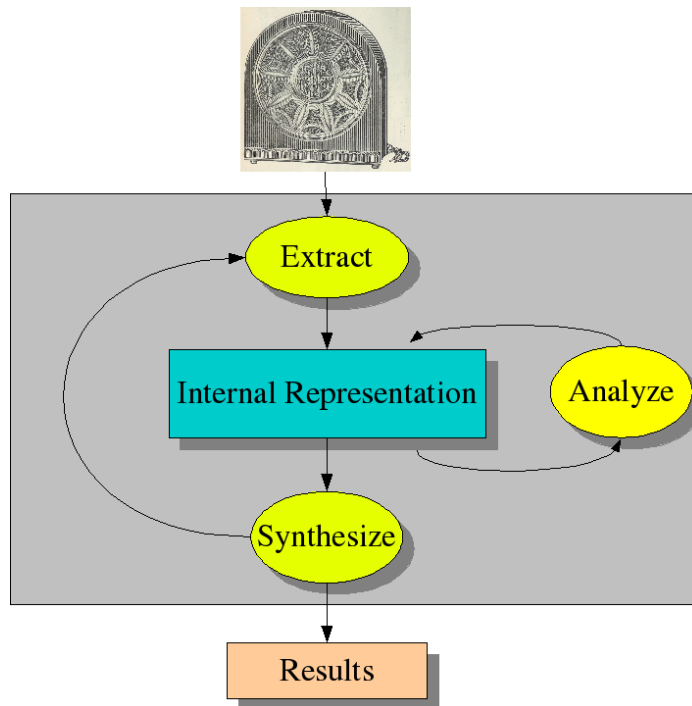 Extract
Internal Representation
Analyze
Synthesize
Results